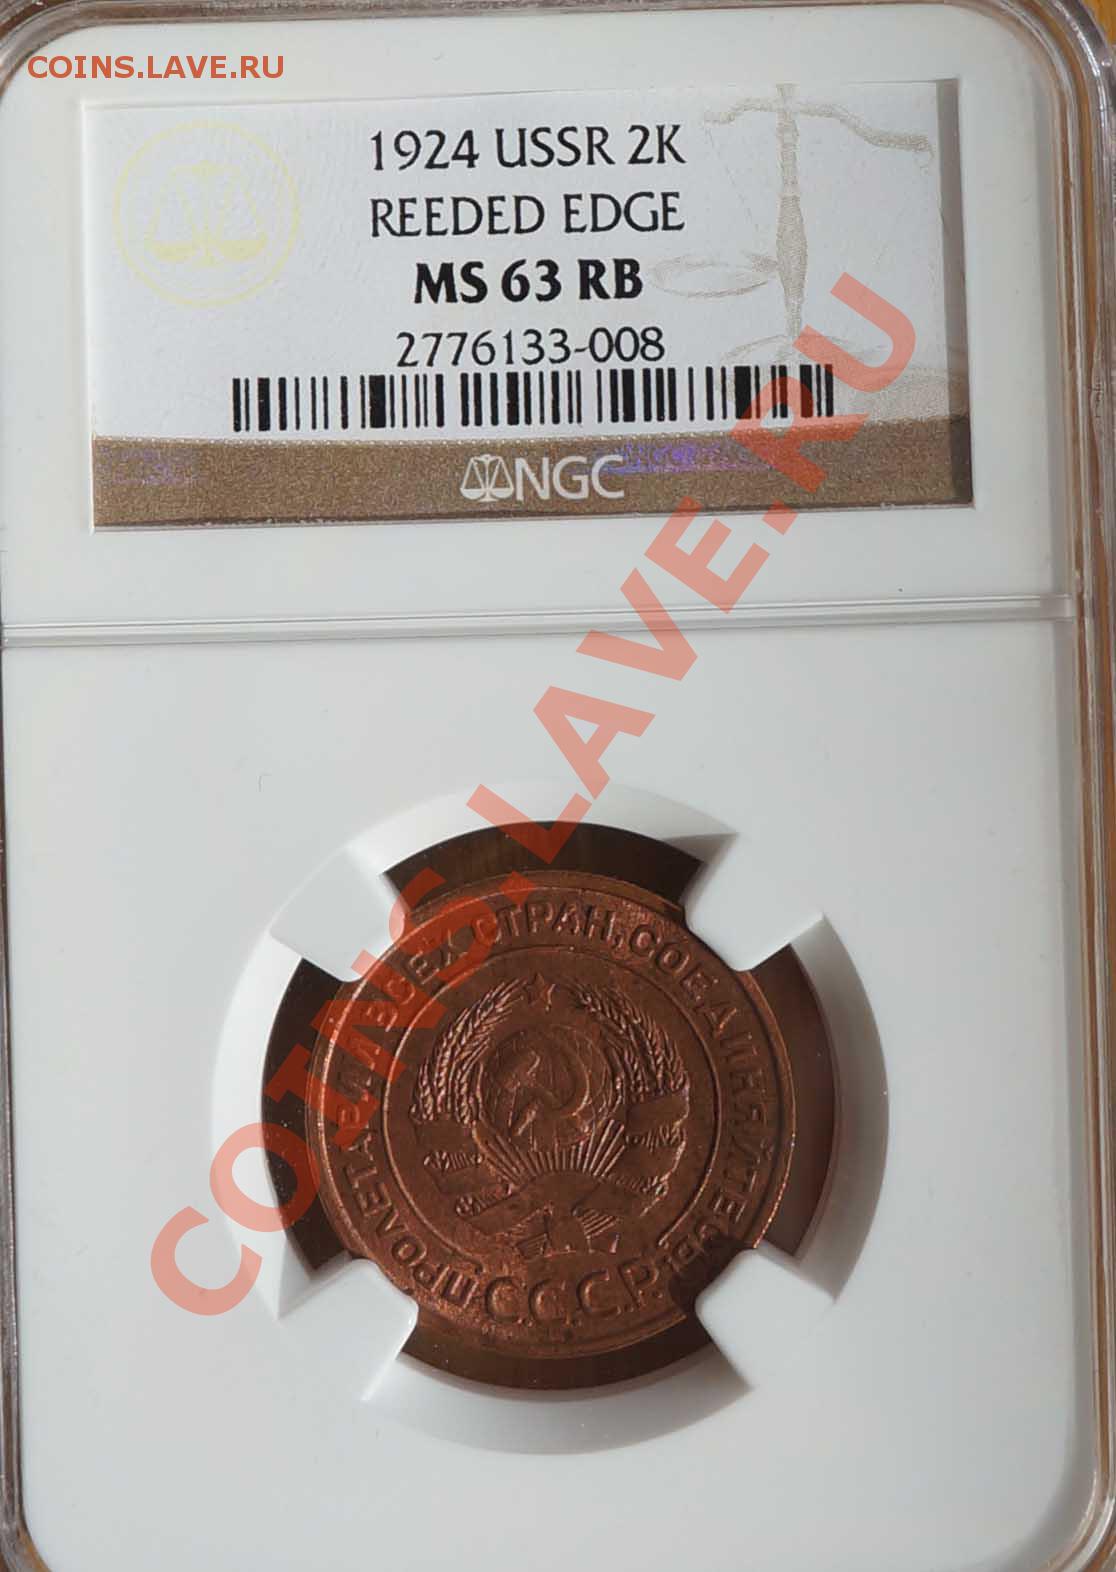 COINS.LAVE.RU
1924 USSR 2K
REEDED EDGE
MS 63 RB
2776133-008
NGC
COINS.LAVE.RU
ПРОЛЕТАРИИ ВСЕХ СТРАН, СОЕДИНЯЙТЕСЬ!
С.С.С.Р.